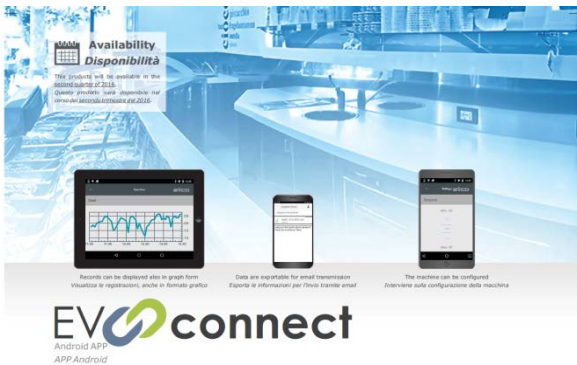 Availability
Disponibilità
This products will be available in the
second quarter of 2016.
Questo prodotto sarà disponibile nel
corso del secondo trimestre del 2016.
Records can be displayed also in graph form
Visualizza le registrazioni, anche in formato grafico
Data are exportable for email transmission
Esporta le informazioni per l'invio tramite email
The machine can be configured
Interviene sulla configurazione della macchina
EVconnect
Android APP
APP Android